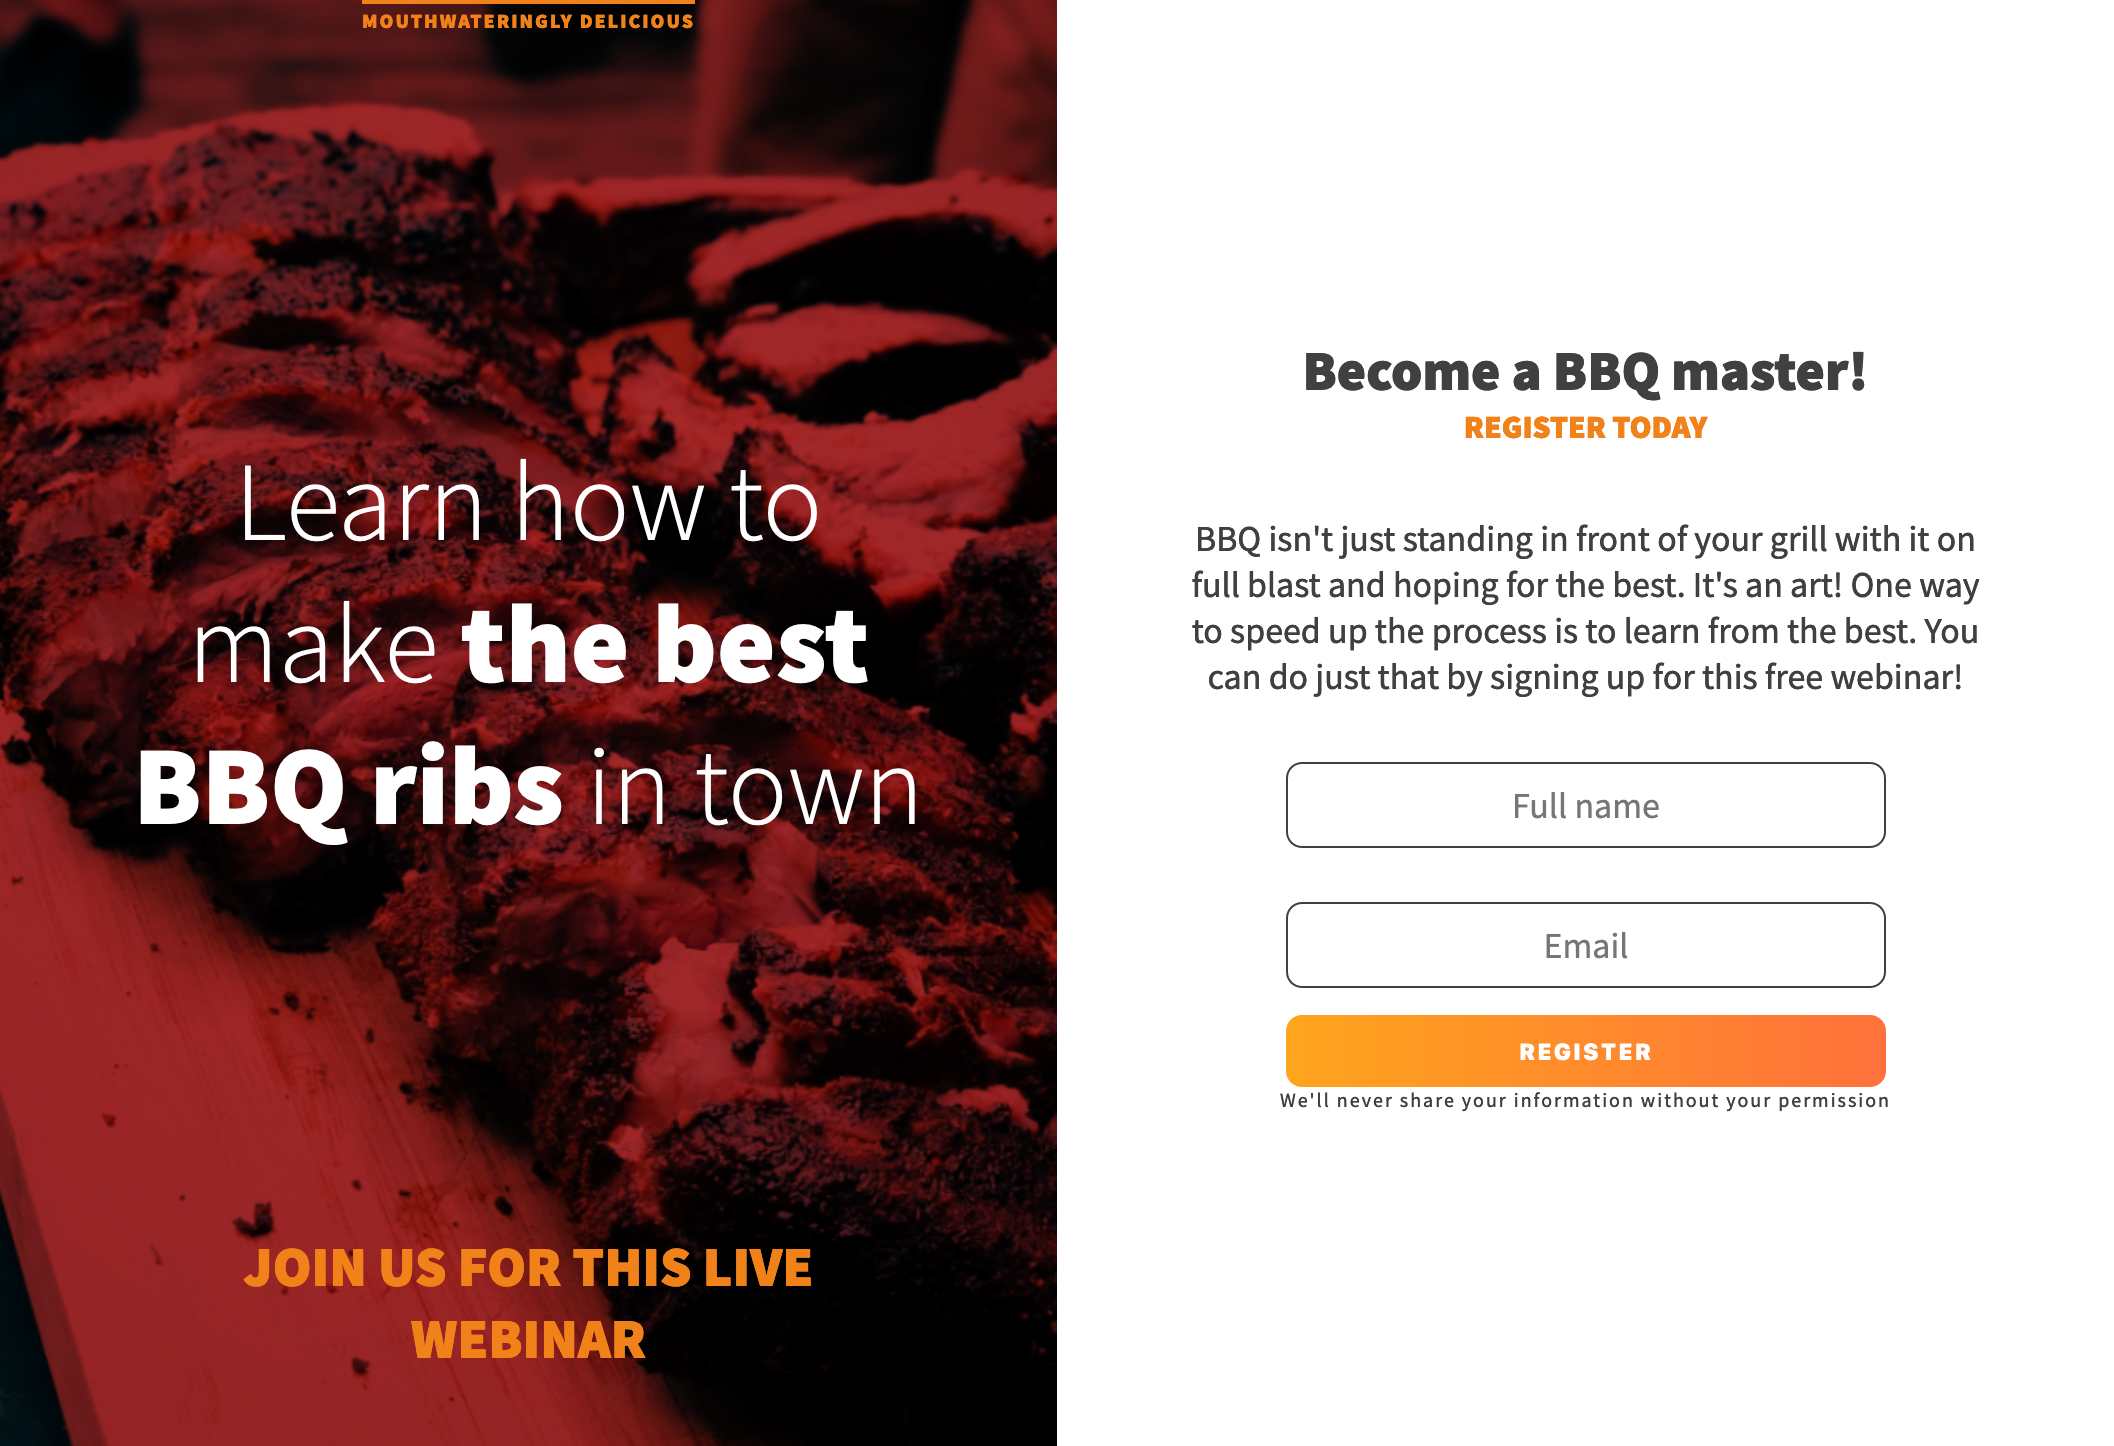 MOUTHWATERINGLY DELICIOUS
Learn how to
make the best
BBQ ribs in town
JOIN US FOR THIS LIVE
WEBINAR
Become a BBQ master!
REGISTER TODAY
BBQ isn't just standing in front of your grill with it on
full blast and hoping for the best. It's an art! One way
to speed up the process is to learn from the best. You
can do just that by signing up for this free webinar!
Full name
Email
REGISTER
We'll never share your information without your permission